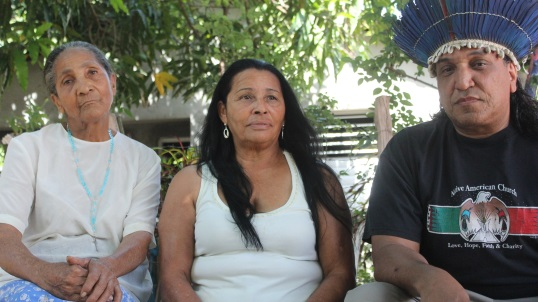 Native American Church
Love, Hope, Faith & Charity